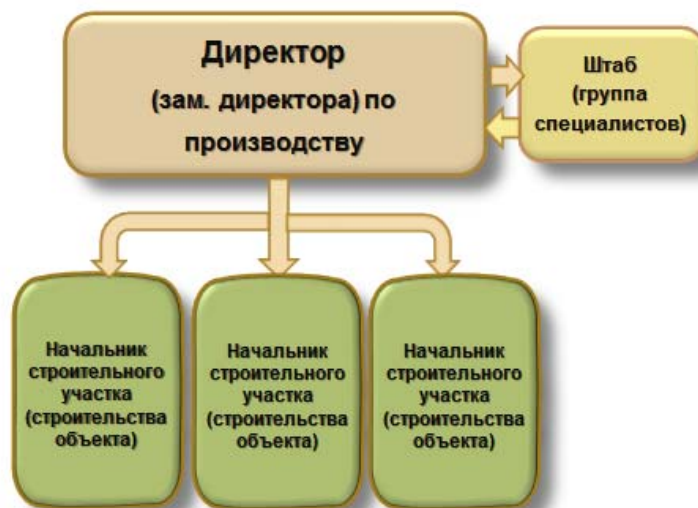 Директор
(зам. директора) по
производству
Штаб
(группа
специалистов)
Начальник
строительного
участка
(строительства
объекта)
Начальник
строительного
участка
(строительства
объекта)
Начальник
строительного
участка
(строительства
объекта)